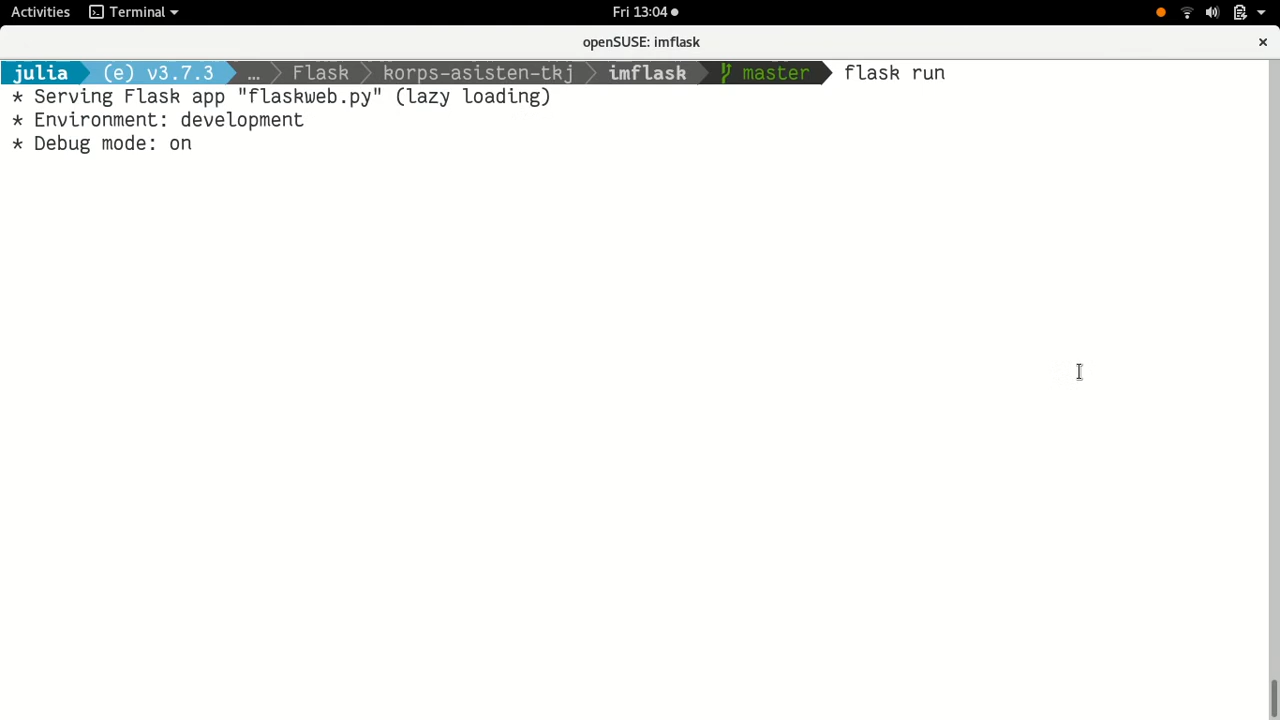 Activities Terminal Fri 13:04
openSUSE: imflask ×
julia (e) v3.7.3 … Flask korps-asisten-tkj imflask master flask run
* Serving Flask app "flaskweb.py" (lazy loading)
* Environment: development
* Debug mode: on